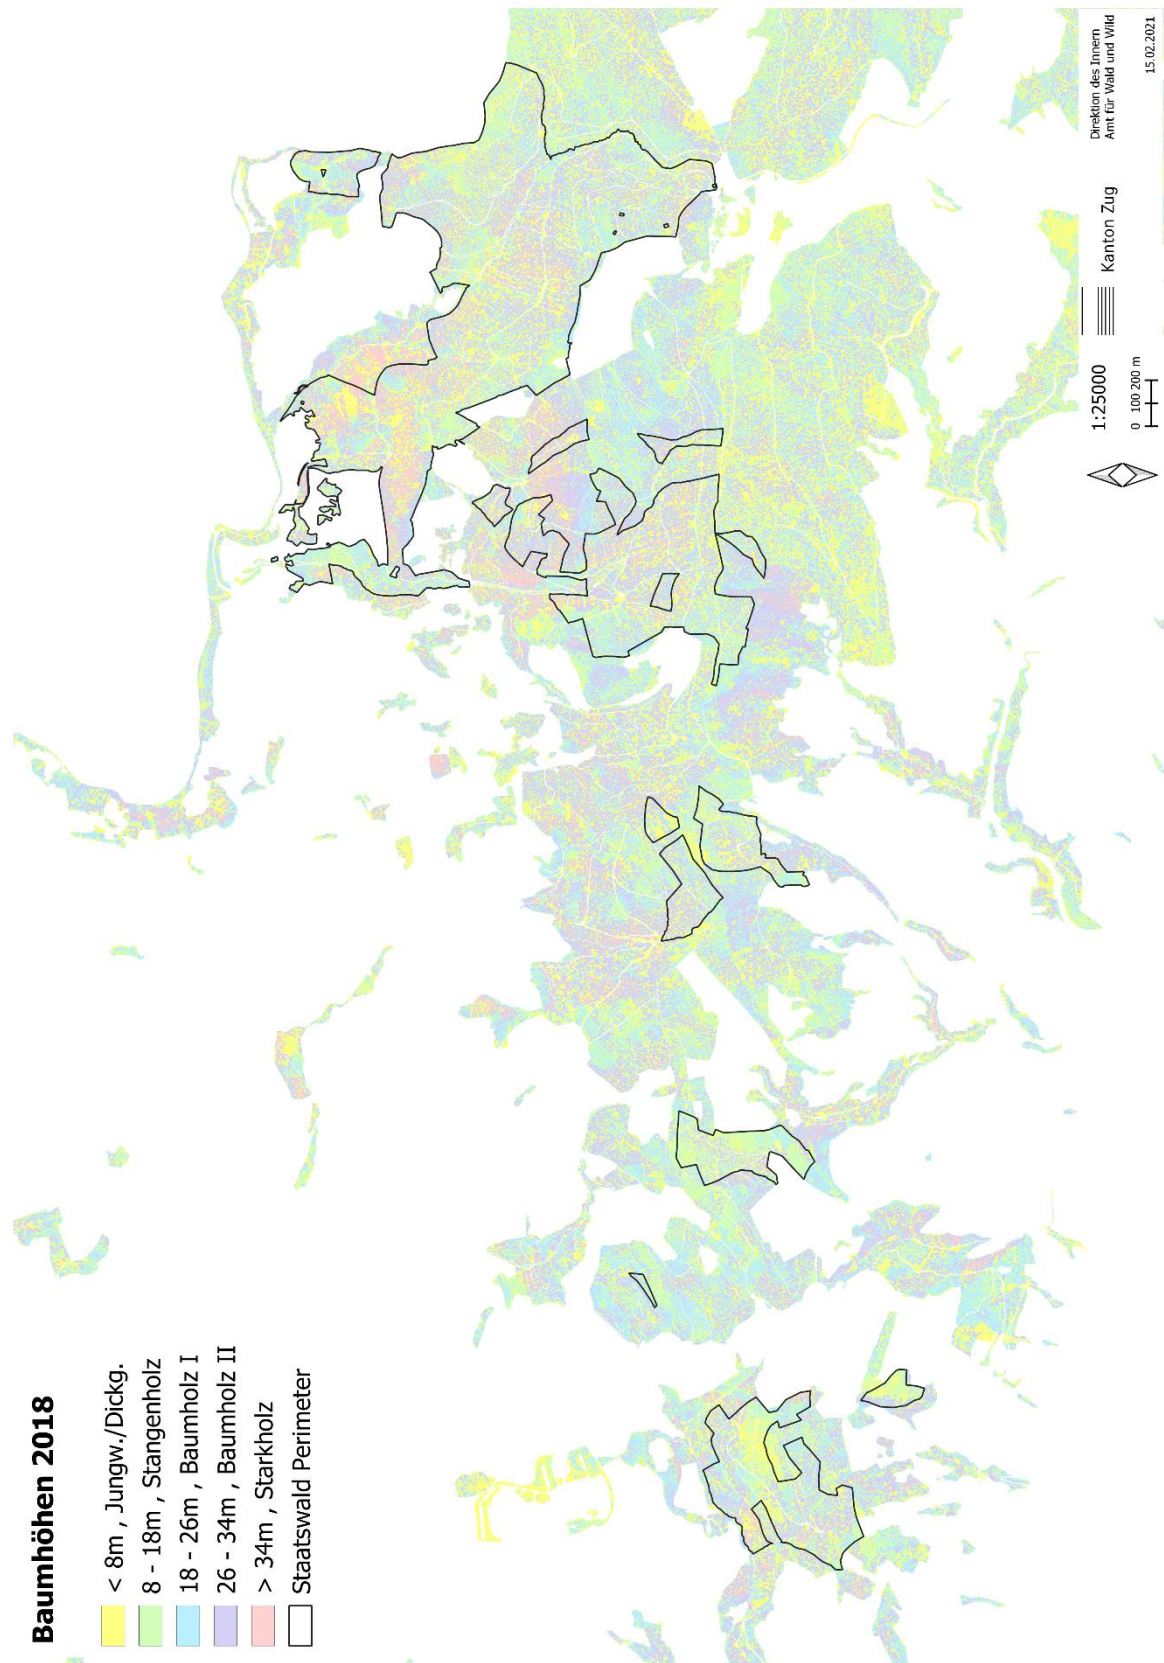 Baumhöhen 2018
< 8m , Jungw./Dickg.
8 - 18m , Stangenholz
18 - 26m , Baumholz I
26 - 34m , Baumholz II
> 34m , Starkholz
Staatswald Perimeter
1:25000
0 100 200 m
Kanton Zug
Direktion des Innern
Amt für Wald und Wild
15.02.2021